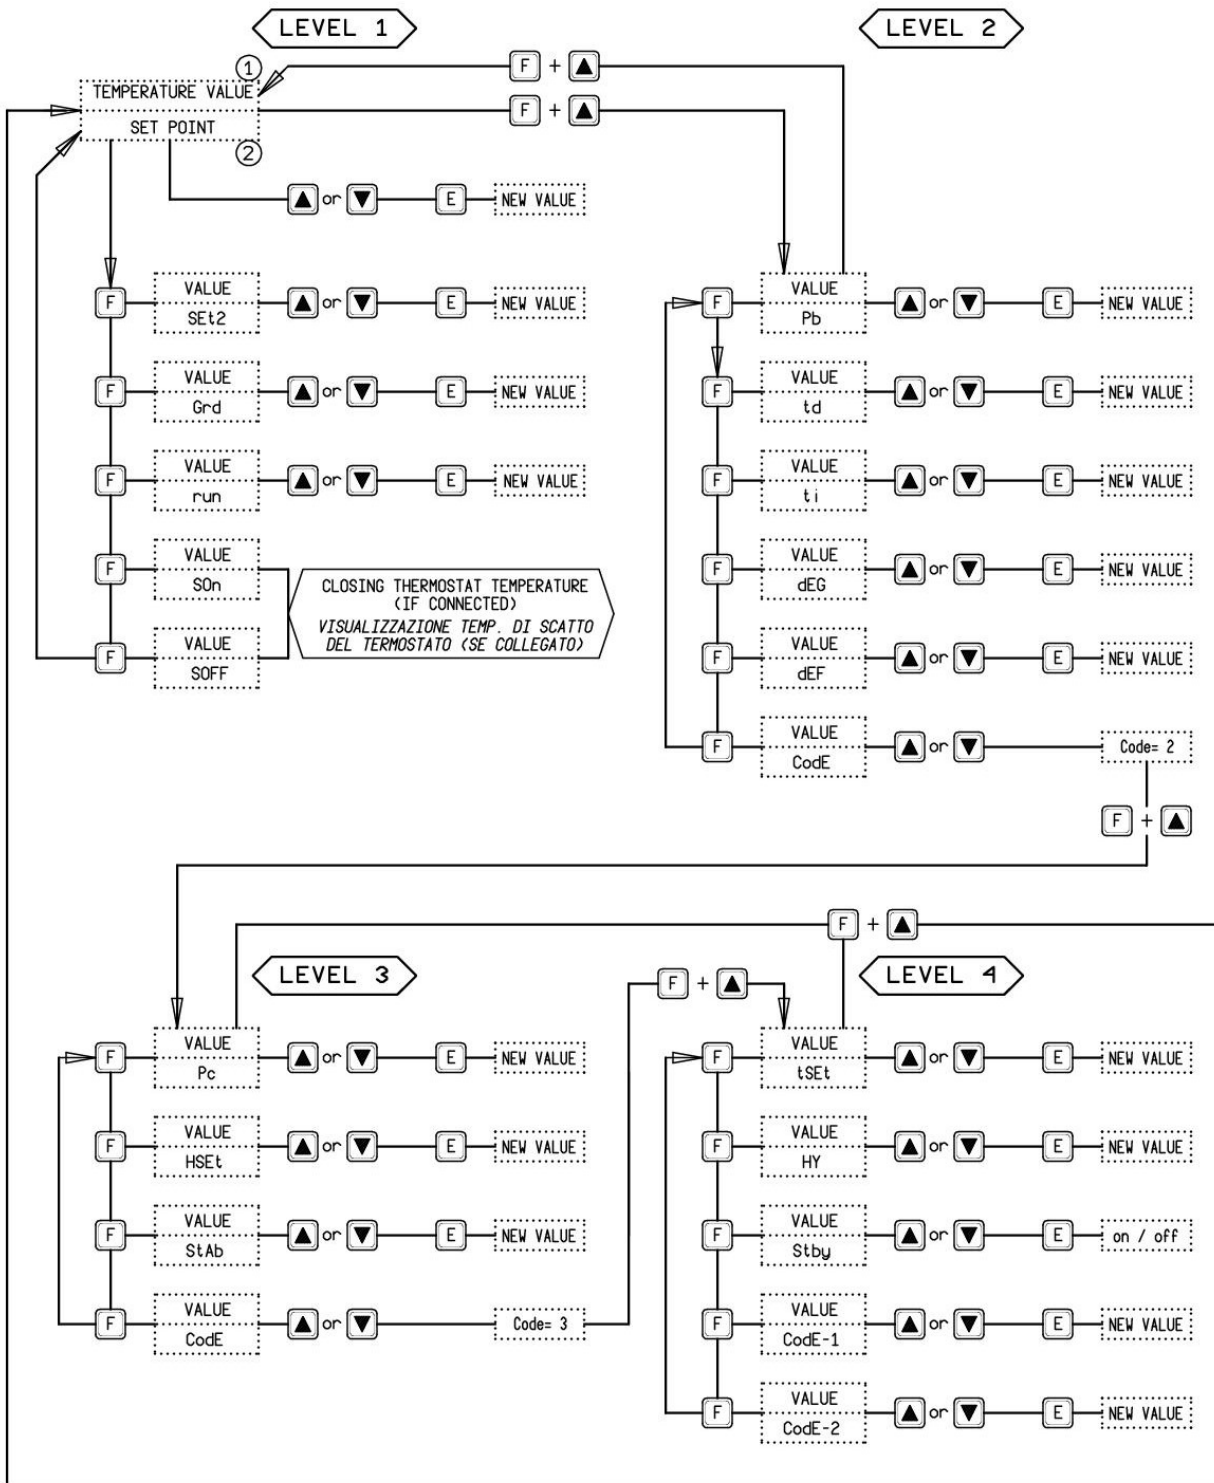 LEVEL 1
1
TEMPERATURE VALUE
SET POINT
2
F + ▲
F + ▲
▲ or ▼ E NEW VALUE
F VALUE SEt2 ▲ or ▼ E NEW VALUE
F VALUE Grd ▲ or ▼ E NEW VALUE
F VALUE run ▲ or ▼ E NEW VALUE
F VALUE SOn
F VALUE SOFF
CLOSING THERMOSTAT TEMPERATURE
(IF CONNECTED)
VISUALIZZAZIONE TEMP. DI SCATTO
DEL TERMOSTATO (SE COLLEGATO)
LEVEL 2
F VALUE Pb ▲ or ▼ E NEW VALUE
F VALUE td ▲ or ▼ E NEW VALUE
F VALUE ti ▲ or ▼ E NEW VALUE
F VALUE dEG ▲ or ▼ E NEW VALUE
F VALUE dEF ▲ or ▼ E NEW VALUE
F VALUE CodE ▲ or ▼ Code= 2
F + ▲
F + ▲
LEVEL 3
F VALUE Pc ▲ or ▼ E NEW VALUE
F VALUE HSEt ▲ or ▼ E NEW VALUE
F VALUE StAb ▲ or ▼ E NEW VALUE
F VALUE CodE ▲ or ▼ Code= 3
F + ▲
LEVEL 4
F VALUE tSEt ▲ or ▼ E NEW VALUE
F VALUE HY ▲ or ▼ E NEW VALUE
F VALUE Stby ▲ or ▼ E on / off
F VALUE CodE-1 ▲ or ▼ E NEW VALUE
F VALUE CodE-2 ▲ or ▼ E NEW VALUE